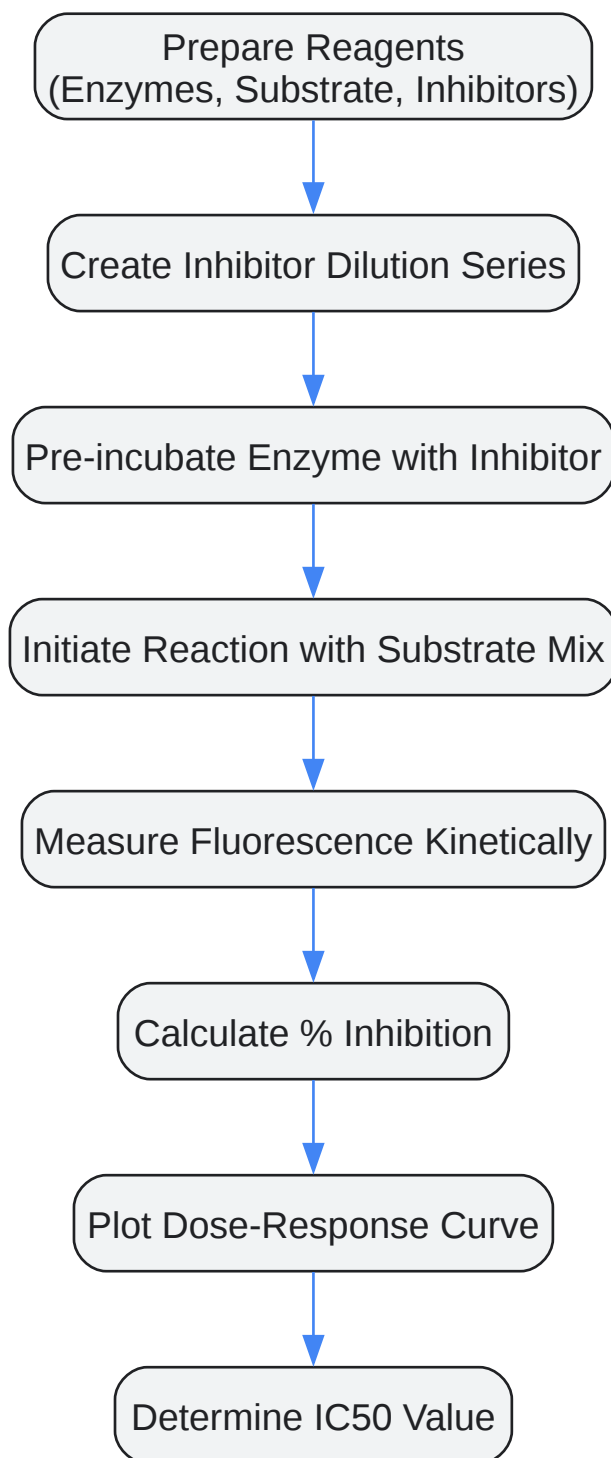 Prepare Reagents
(Enzymes, Substrate, Inhibitors)
Create Inhibitor Dilution Series
Pre-incubate Enzyme with Inhibitor
Initiate Reaction with Substrate Mix
Measure Fluorescence Kinetically
Calculate % Inhibition
Plot Dose-Response Curve
Determine IC50 Value